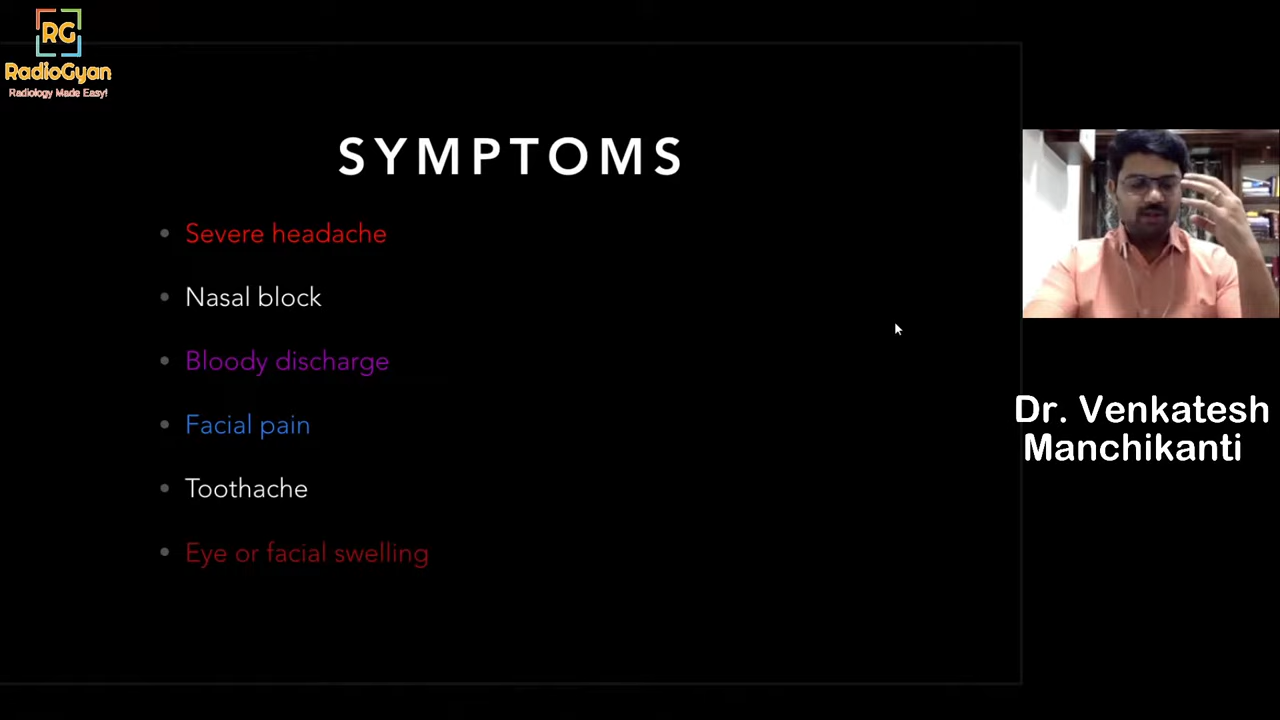 RG
RadioGyan
Radiology Made Easy!
SYMPTOMS
Severe headache
Nasal block
Bloody discharge
Facial pain
Toothache
Eye or facial swelling
Dr. Venkatesh
Manchikanti